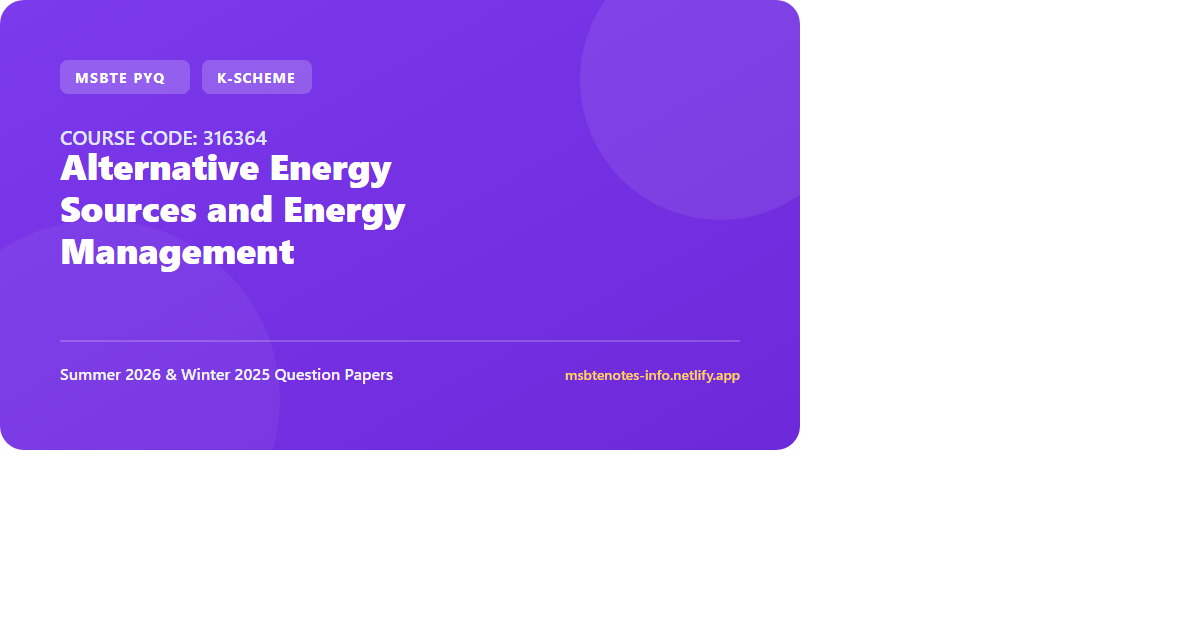 MSBTE PYQ
K-SCHEME
COURSE CODE: 316364
Alternative Energy
Sources and Energy
Management
Summer 2026 & Winter 2025 Question Papers
msbtenotes-info.netlify.app